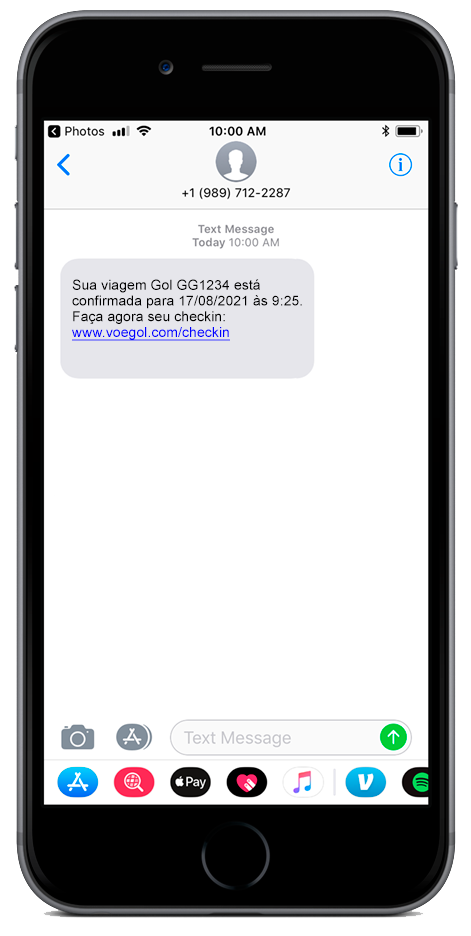 Photos
10:00 AM
+1 (989) 712-2287
Text Message
Today 10:00 AM
Sua viagem Gol GG1234 está
confirmada para 17/08/2021 às 9:25.
Faça agora seu checkin:
www.voegol.com/checkin
Text Message
Pay